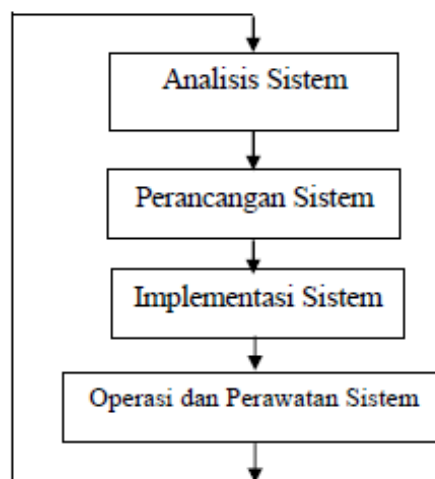 Analisis Sistem
Perancangan Sistem
Implementasi Sistem
Operasi dan Perawatan Sistem